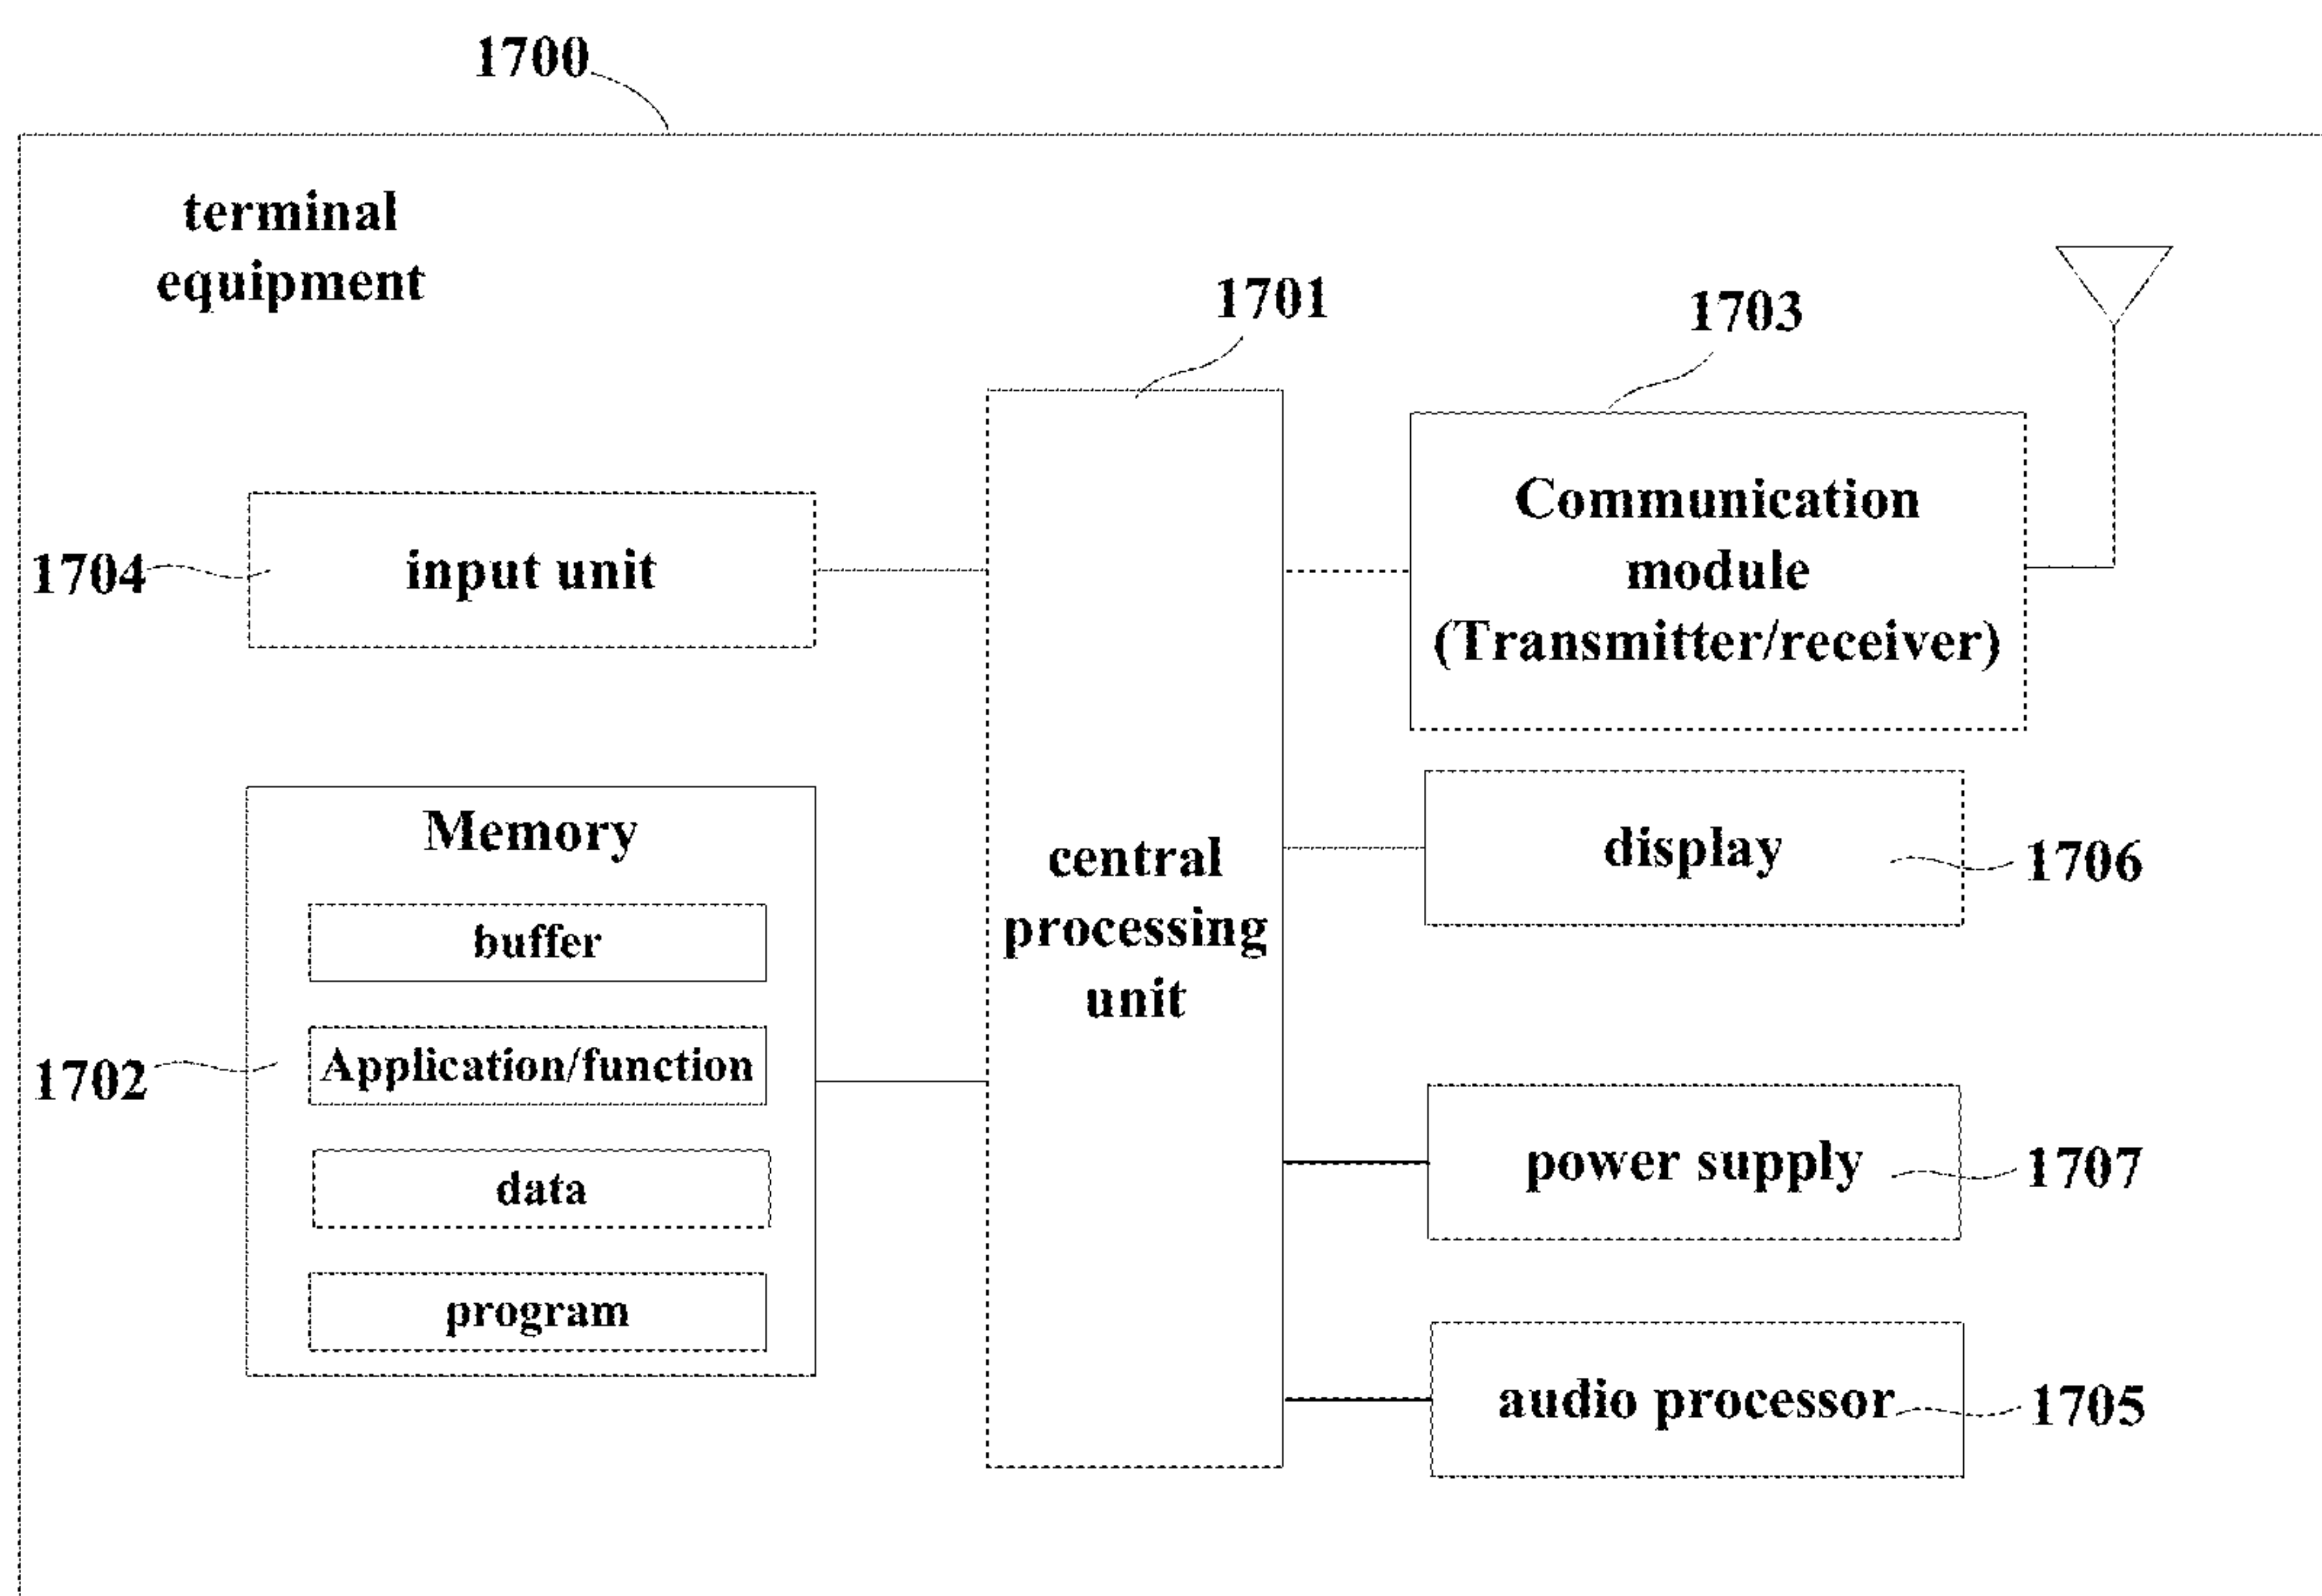 1700
terminal
equipment
1701
1703
1704
input unit
Communication
module
(Transmitter/receiver)
Memory
buffer
Application/function
data
program
1702
central
processing
unit
display
1706
power supply
1707
audio processor
1705